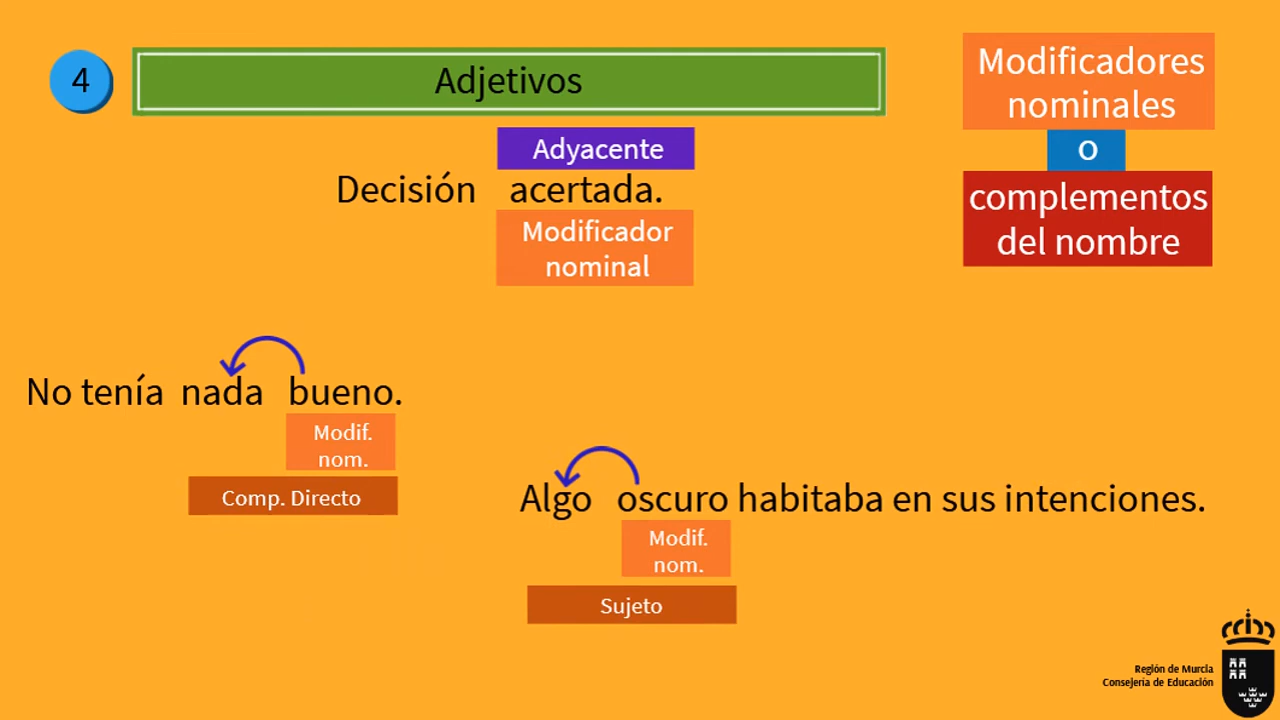 4
Adjetivos
Modificadores
nominales
o
complementos
del nombre
Adyacente
Decisión acertada.
Modificador
nominal
No tenía nada bueno.
Modif.
nom.
Comp. Directo
Algo oscuro habitaba en sus intenciones.
Modif.
nom.
Sujeto
Región de Murcia
Consejería de Educación